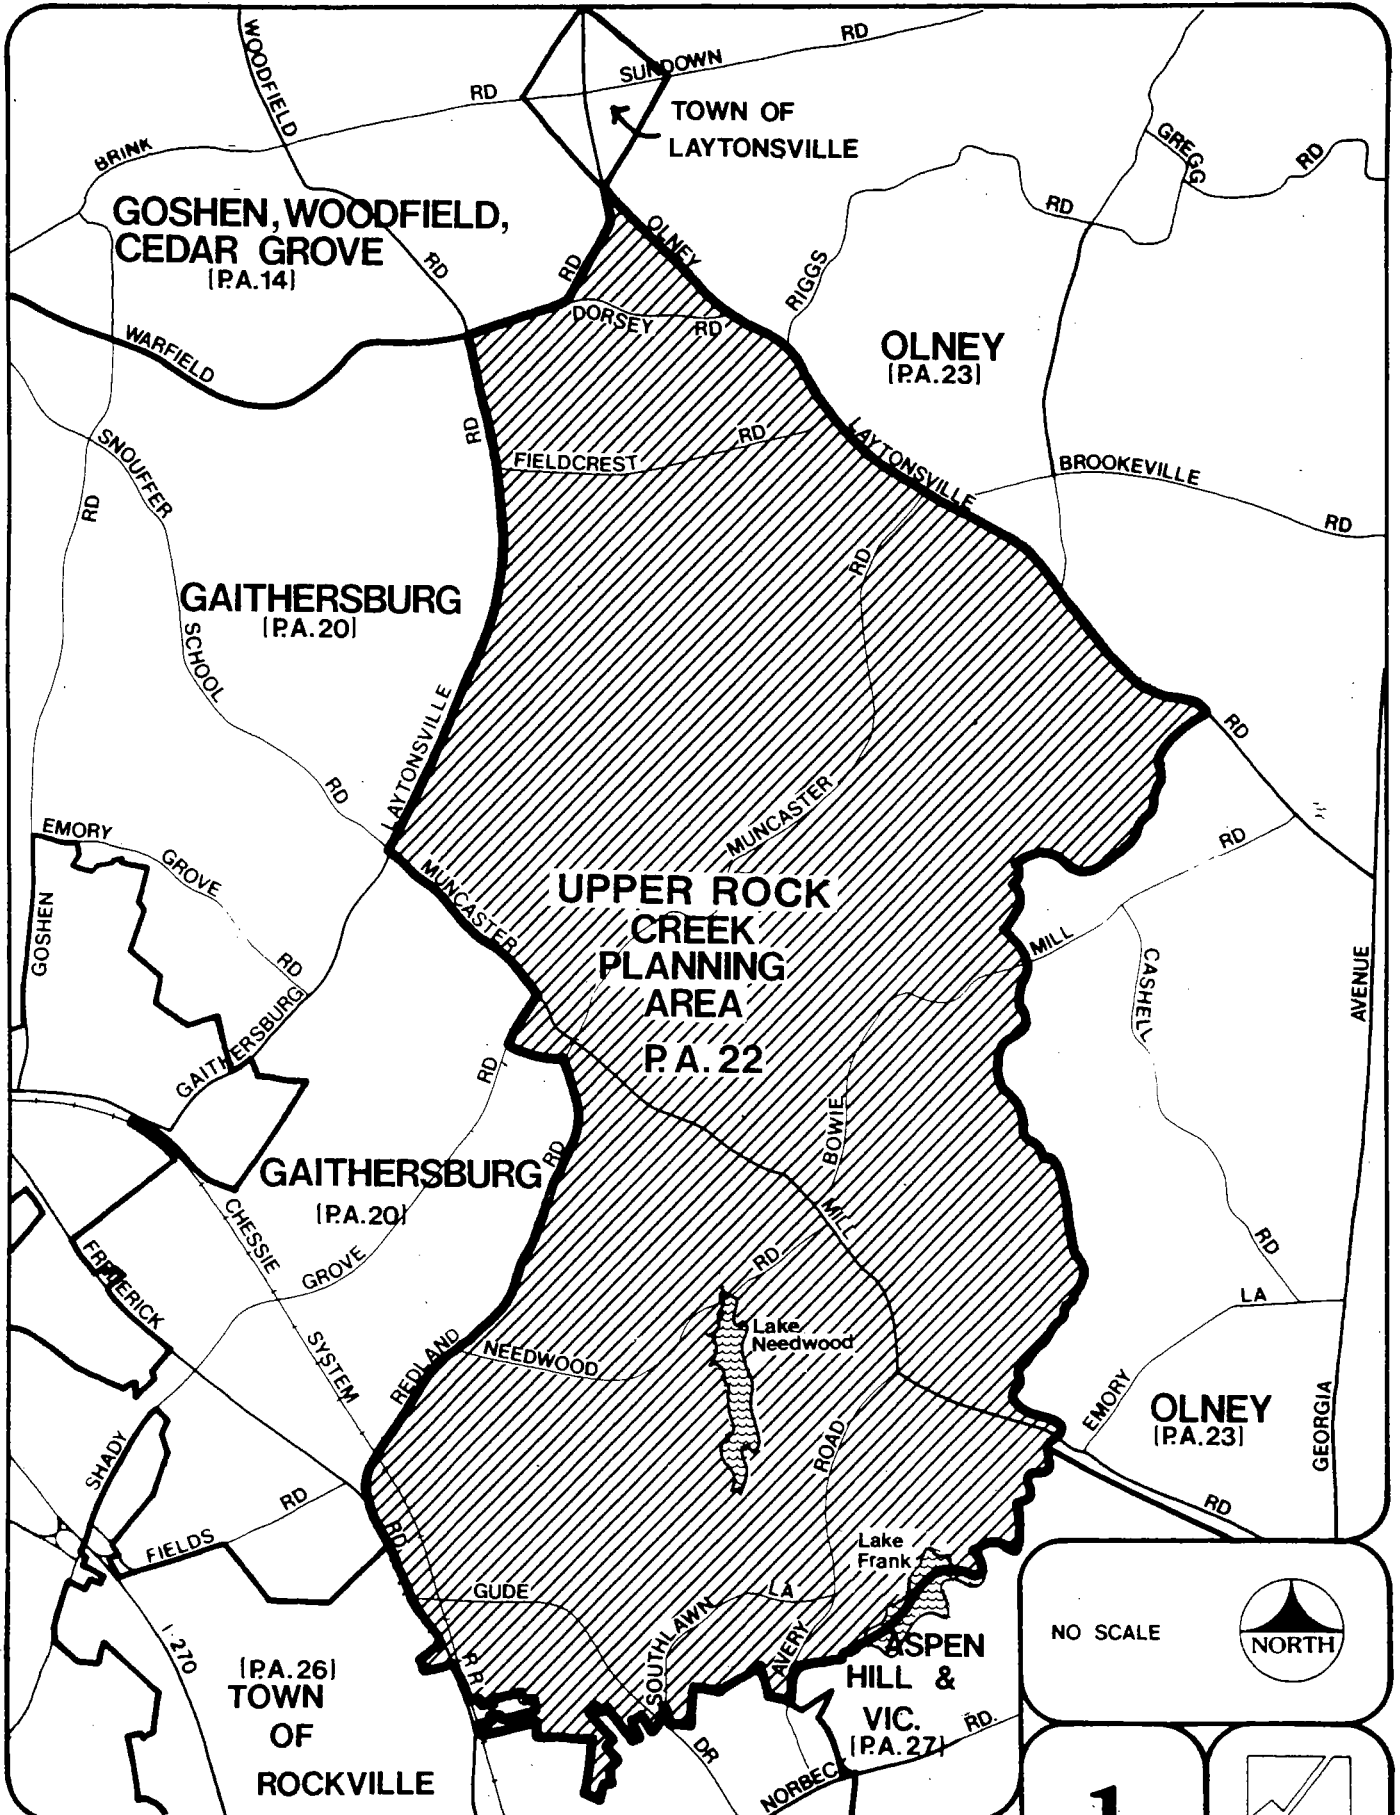 WOODFIELD
RD
SUNDOWN
RD
TOWN OF
LAYTONSVILLE
BRINK
GREGG
RD
GOSHEN, WOODFIELD,
CEDAR GROVE
(P.A.14)
RD
RD
OLNEY
RIGGS
RD
DORSEY
RD
WARFIELD
OLNEY
(P.A.23)
RD
FIELDCREST
RD
LAYTONSVILLE
BROOKEVILLE
RD
SNOUFFER
RD
RD
GAITHERSBURG
(P.A.20)
SCHOOL
LAYTONSVILLE
RD
RD
MUNCASTER
RD
EMORY
GROVE
RD
GOSHEN
GAITHERSBURG
MUNCASTER
UPPER ROCK
CREEK
PLANNING
AREA
P.A.22
MILL
CASHELL
AVENUE
RD
RD
BOWIE
MILL
GAITHERSBURG
(P.A.20)
CHESSIE
GROVE
FREDERICK
SYSTEM
REDLAND
NEEDWOOD
RD
Lake
Needwood
RD
LA
EMORY
OLNEY
(P.A.23)
GEORGIA
SHADY
ROAD
RD
RD
FIELDS
RD
Lake
Frank
GUDE
LA
SOUTHLAWN
AVERY
ASPEN
HILL &
VIC.
(P.A.27)
I-270
(P.A.26)
TOWN
OF
ROCKVILLE
R R
DR
NORBECK
RD.
NO SCALE
NORTH
1